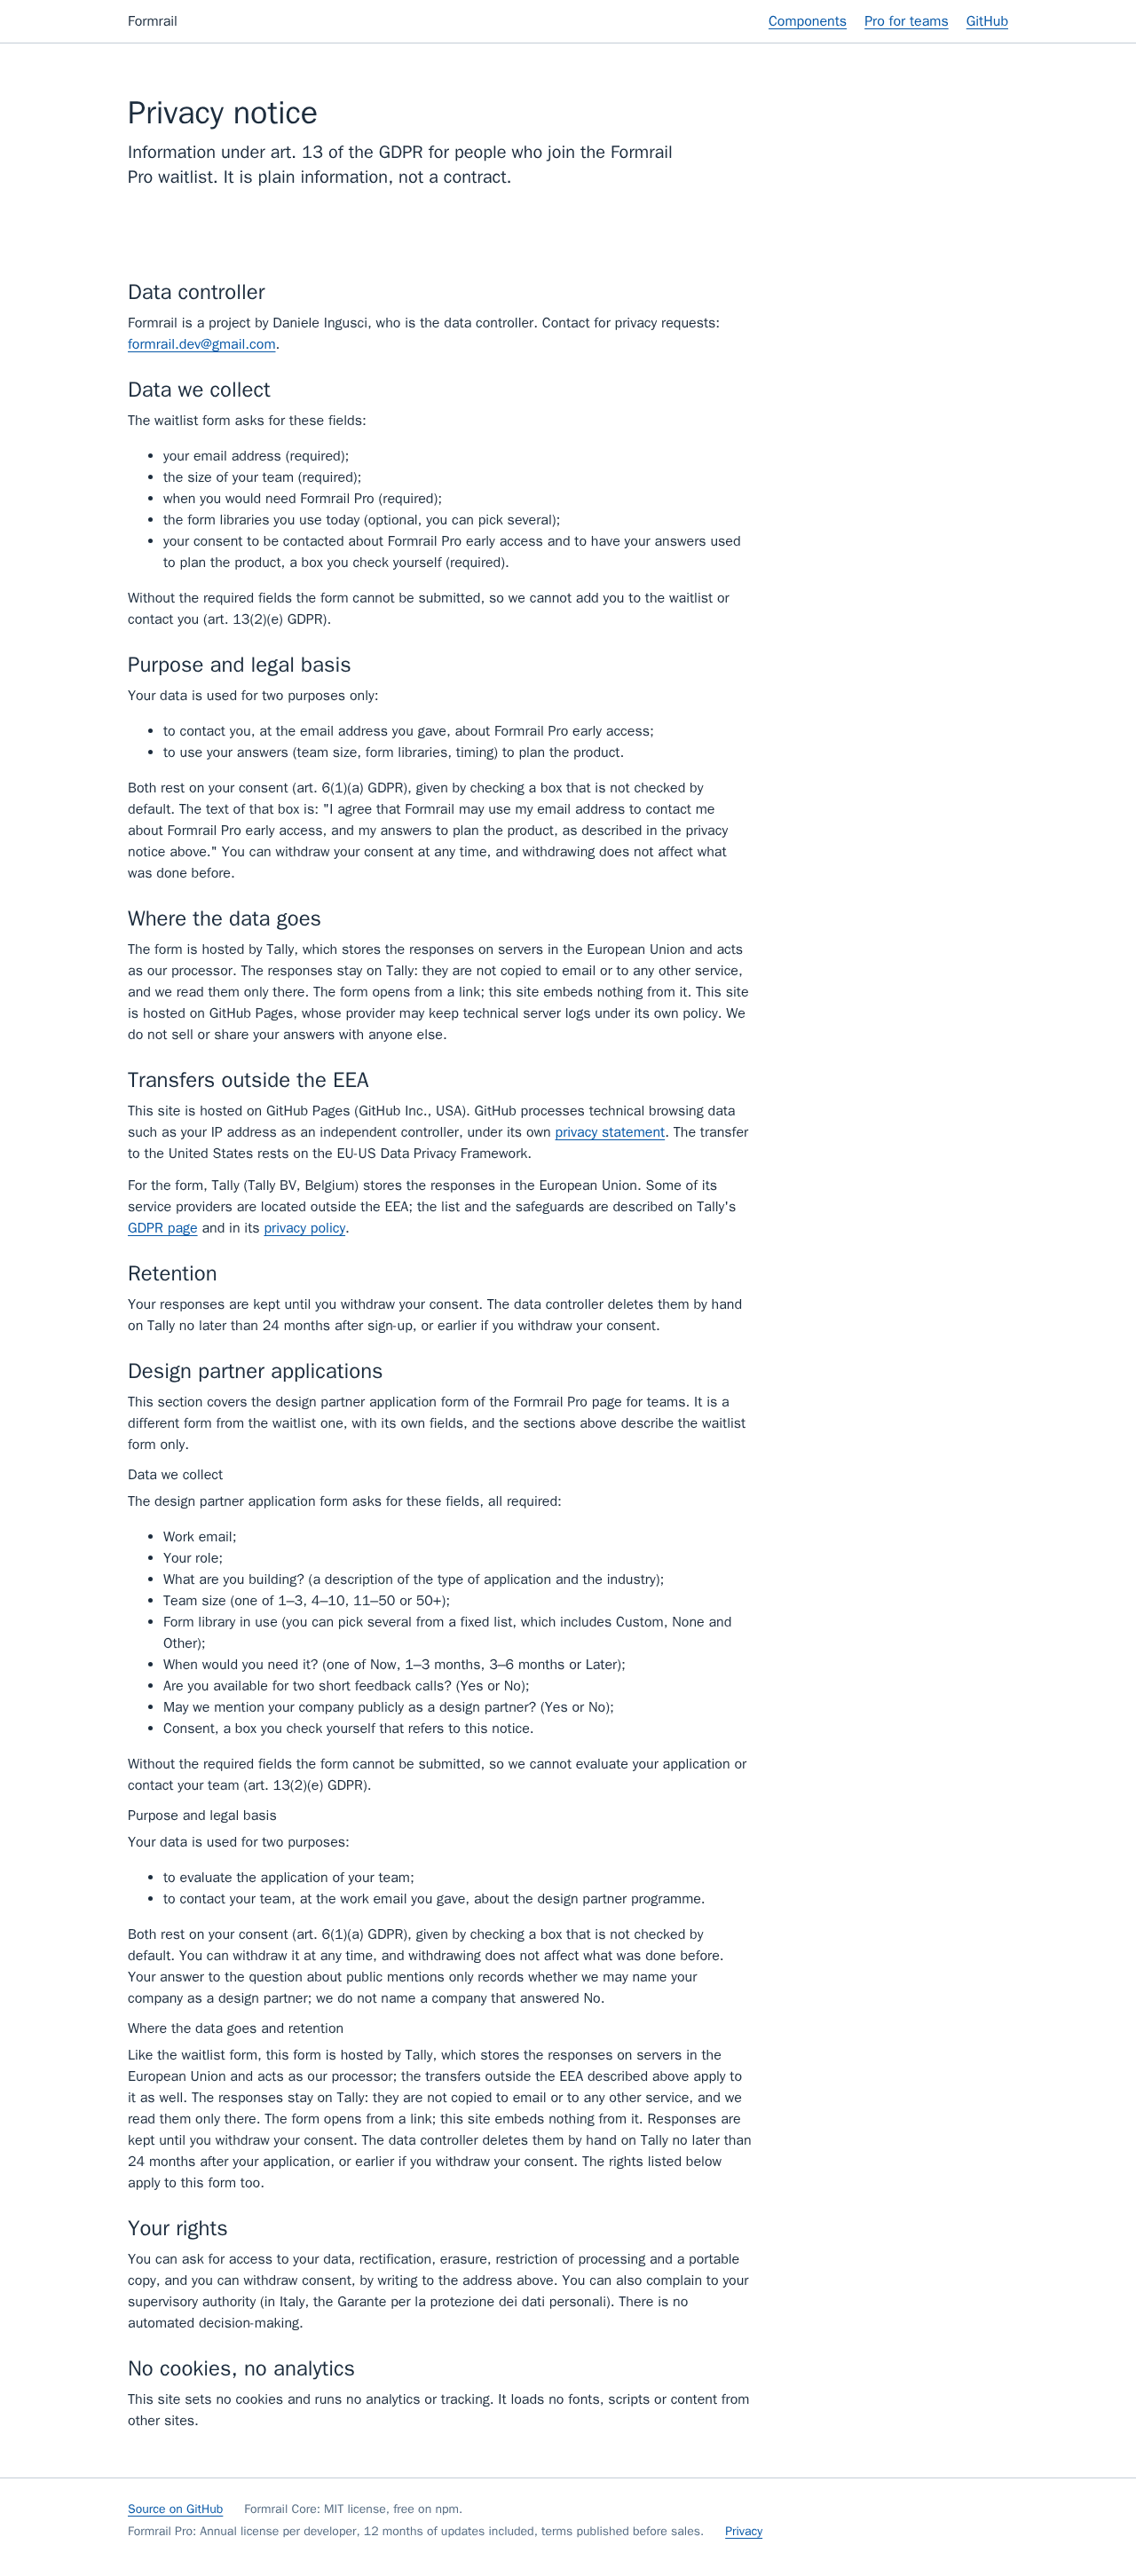 Formrail
Components Pro for teams GitHub
Privacy notice
Information under art. 13 of the GDPR for people who join the Formrail
Pro waitlist. It is plain information, not a contract.
Data controller
Formrail is a project by Daniele Ingusci, who is the data controller. Contact for privacy requests:
formrail.dev@gmail.com.
Data we collect
The waitlist form asks for these fields:
• your email address (required);
• the size of your team (required);
• when you would need Formrail Pro (required);
• the form libraries you use today (optional, you can pick several);
• your consent to be contacted about Formrail Pro early access and to have your answers used
to plan the product, a box you check yourself (required).
Without the required fields the form cannot be submitted, so we cannot add you to the waitlist or
contact you (art. 13(2)(e) GDPR).
Purpose and legal basis
Your data is used for two purposes only:
• to contact you, at the email address you gave, about Formrail Pro early access;
• to use your answers (team size, form libraries, timing) to plan the product.
Both rest on your consent (art. 6(1)(a) GDPR), given by checking a box that is not checked by
default. The text of that box is: "I agree that Formrail may use my email address to contact me
about Formrail Pro early access, and my answers to plan the product, as described in the privacy
notice above." You can withdraw your consent at any time, and withdrawing does not affect what
was done before.
Where the data goes
The form is hosted by Tally, which stores the responses on servers in the European Union and acts
as our processor. The responses stay on Tally: they are not copied to email or to any other service,
and we read them only there. The form opens from a link; this site embeds nothing from it. This site
is hosted on GitHub Pages, whose provider may keep technical server logs under its own policy. We
do not sell or share your answers with anyone else.
Transfers outside the EEA
This site is hosted on GitHub Pages (GitHub Inc., USA). GitHub processes technical browsing data
such as your IP address as an independent controller, under its own privacy statement. The transfer
to the United States rests on the EU-US Data Privacy Framework.
For the form, Tally (Tally BV, Belgium) stores the responses in the European Union. Some of its
service providers are located outside the EEA; the list and the safeguards are described on Tally's
GDPR page and in its privacy policy.
Retention
Your responses are kept until you withdraw your consent. The data controller deletes them by hand
on Tally no later than 24 months after sign-up, or earlier if you withdraw your consent.
Design partner applications
This section covers the design partner application form of the Formrail Pro page for teams. It is a
different form from the waitlist one, with its own fields, and the sections above describe the waitlist
form only.
Data we collect
The design partner application form asks for these fields, all required:
• Work email;
• Your role;
• What are you building? (a description of the type of application and the industry);
• Team size (one of 1–3, 4–10, 11–50 or 50+);
• Form library in use (you can pick several from a fixed list, which includes Custom, None and
Other);
• When would you need it? (one of Now, 1–3 months, 3–6 months or Later);
• Are you available for two short feedback calls? (Yes or No);
• May we mention your company publicly as a design partner? (Yes or No);
• Consent, a box you check yourself that refers to this notice.
Without the required fields the form cannot be submitted, so we cannot evaluate your application or
contact your team (art. 13(2)(e) GDPR).
Purpose and legal basis
Your data is used for two purposes:
• to evaluate the application of your team;
• to contact your team, at the work email you gave, about the design partner programme.
Both rest on your consent (art. 6(1)(a) GDPR), given by checking a box that is not checked by
default. You can withdraw it at any time, and withdrawing does not affect what was done before.
Your answer to the question about public mentions only records whether we may name your
company as a design partner; we do not name a company that answered No.
Where the data goes and retention
Like the waitlist form, this form is hosted by Tally, which stores the responses on servers in the
European Union and acts as our processor; the transfers outside the EEA described above apply to
it as well. The responses stay on Tally: they are not copied to email or to any other service, and we
read them only there. The form opens from a link; this site embeds nothing from it. Responses are
kept until you withdraw your consent. The data controller deletes them by hand on Tally no later than
24 months after your application, or earlier if you withdraw your consent. The rights listed below
apply to this form too.
Your rights
You can ask for access to your data, rectification, erasure, restriction of processing and a portable
copy, and you can withdraw consent, by writing to the address above. You can also complain to your
supervisory authority (in Italy, the Garante per la protezione dei dati personali). There is no
automated decision-making.
No cookies, no analytics
This site sets no cookies and runs no analytics or tracking. It loads no fonts, scripts or content from
other sites.
Source on GitHub Formrail Core: MIT license, free on npm.
Formrail Pro: Annual license per developer, 12 months of updates included, terms published before sales. Privacy